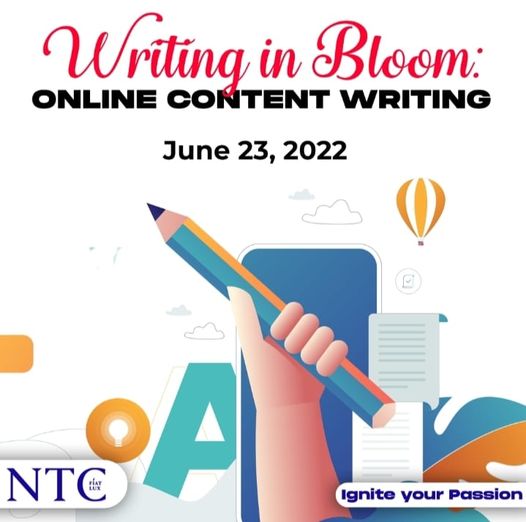 Writing in Bloom:
ONLINE CONTENT WRITING
June 23, 2022
A
NTC
FIAT
LUX
Ignite your Passion